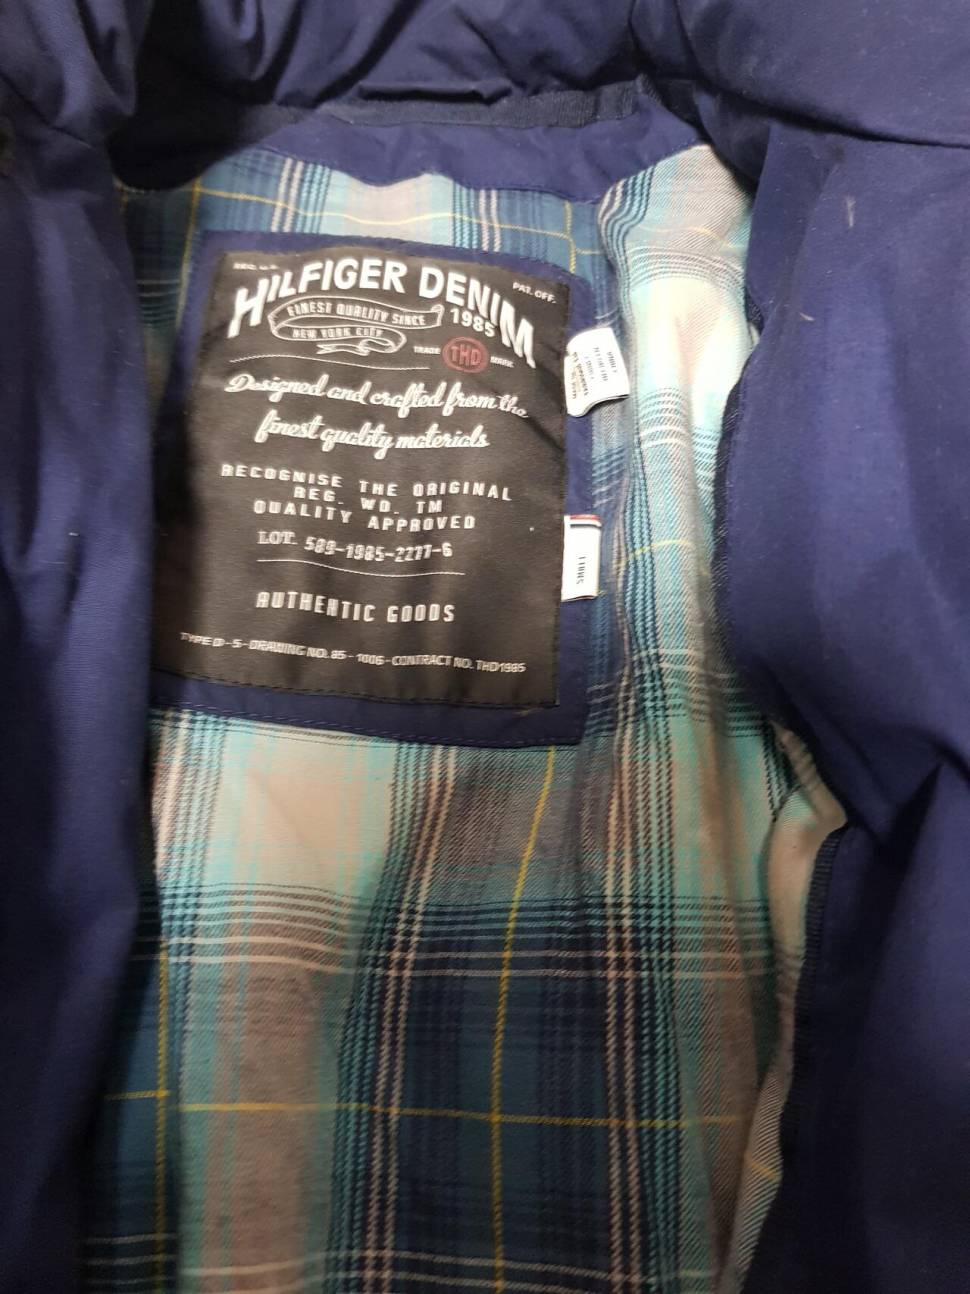 REG. U.S.
PAT. OFF.
HILFIGER DENIM
FINEST QUALITY SINCE
1985
NEW YORK CITY
TRADE THD MARK
Designed and crafted from the
finest quality materials
RECOGNISE THE ORIGINAL
REG. WD. TM
QUALITY APPROVED
LOT. 589-1985-2277-6
AUTHENTIC GOODS
TYPE D - S - DRAWING NO. 85 - 1006 - CONTRACT NO. THD1985